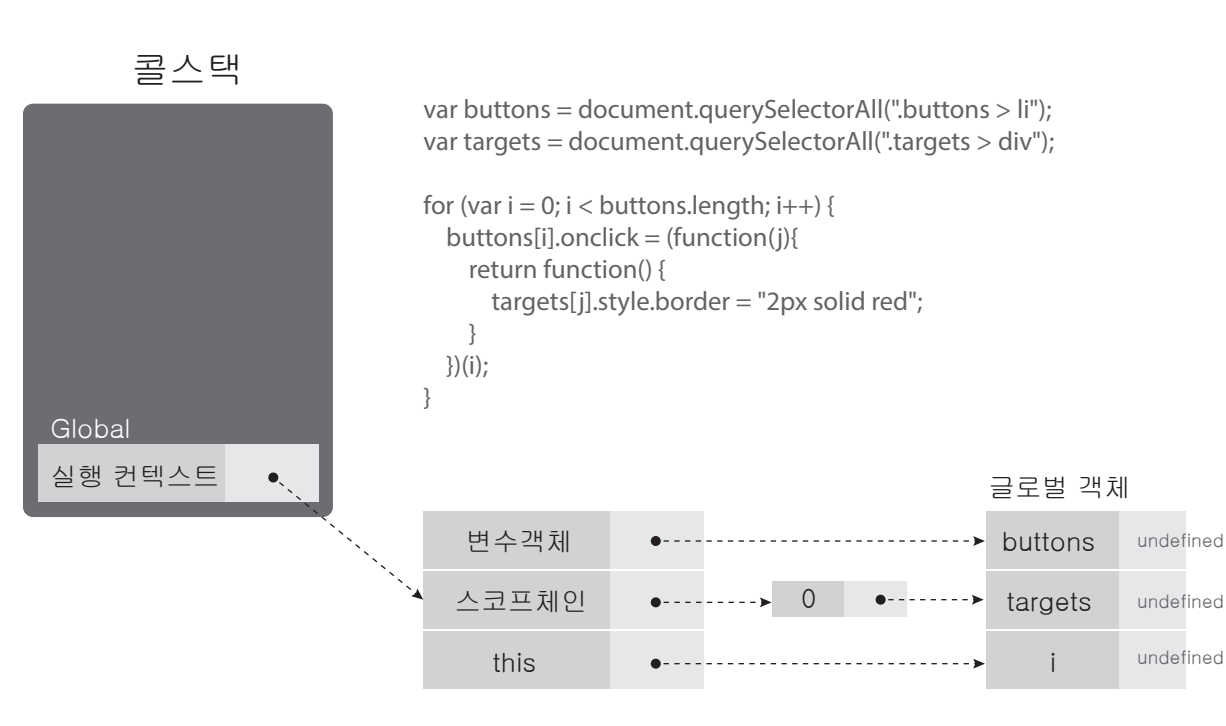 콜스택
var buttons = document.querySelectorAll(".buttons > li");
var targets = document.querySelectorAll(".targets > div");
for (var i = 0; i < buttons.length; i++) {
buttons[i].onclick = (function(j){
return function() {
targets[j].style.border = "2px solid red";
}
})(i);
}
Global
실행 컨텍스트
글로벌 객체
변수객체
buttons undefined
스코프체인
0
targets undefined
this
i undefined